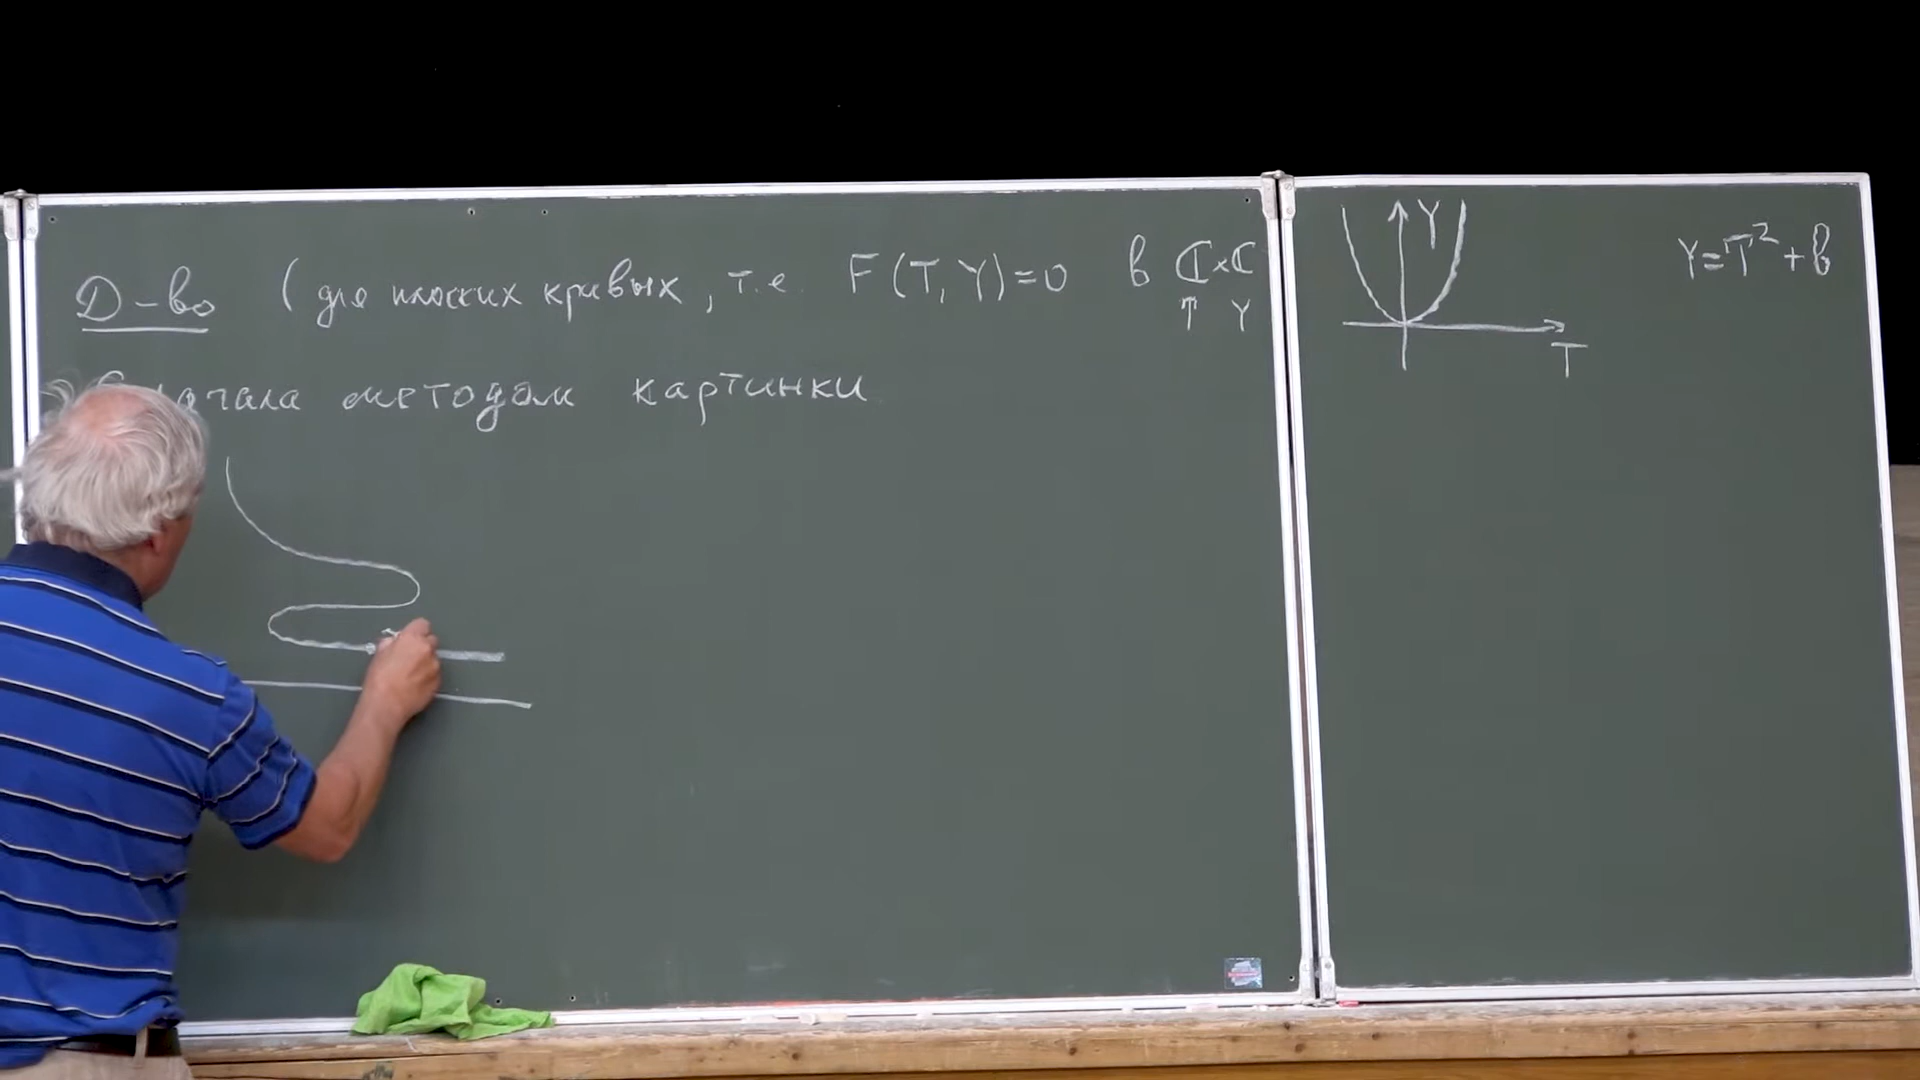 Д-во (для плоских кривых, т.е. F(T,Y)=0 в ℂ×ℂ
T Y
методом картинки
Y
T
Y=T²+b